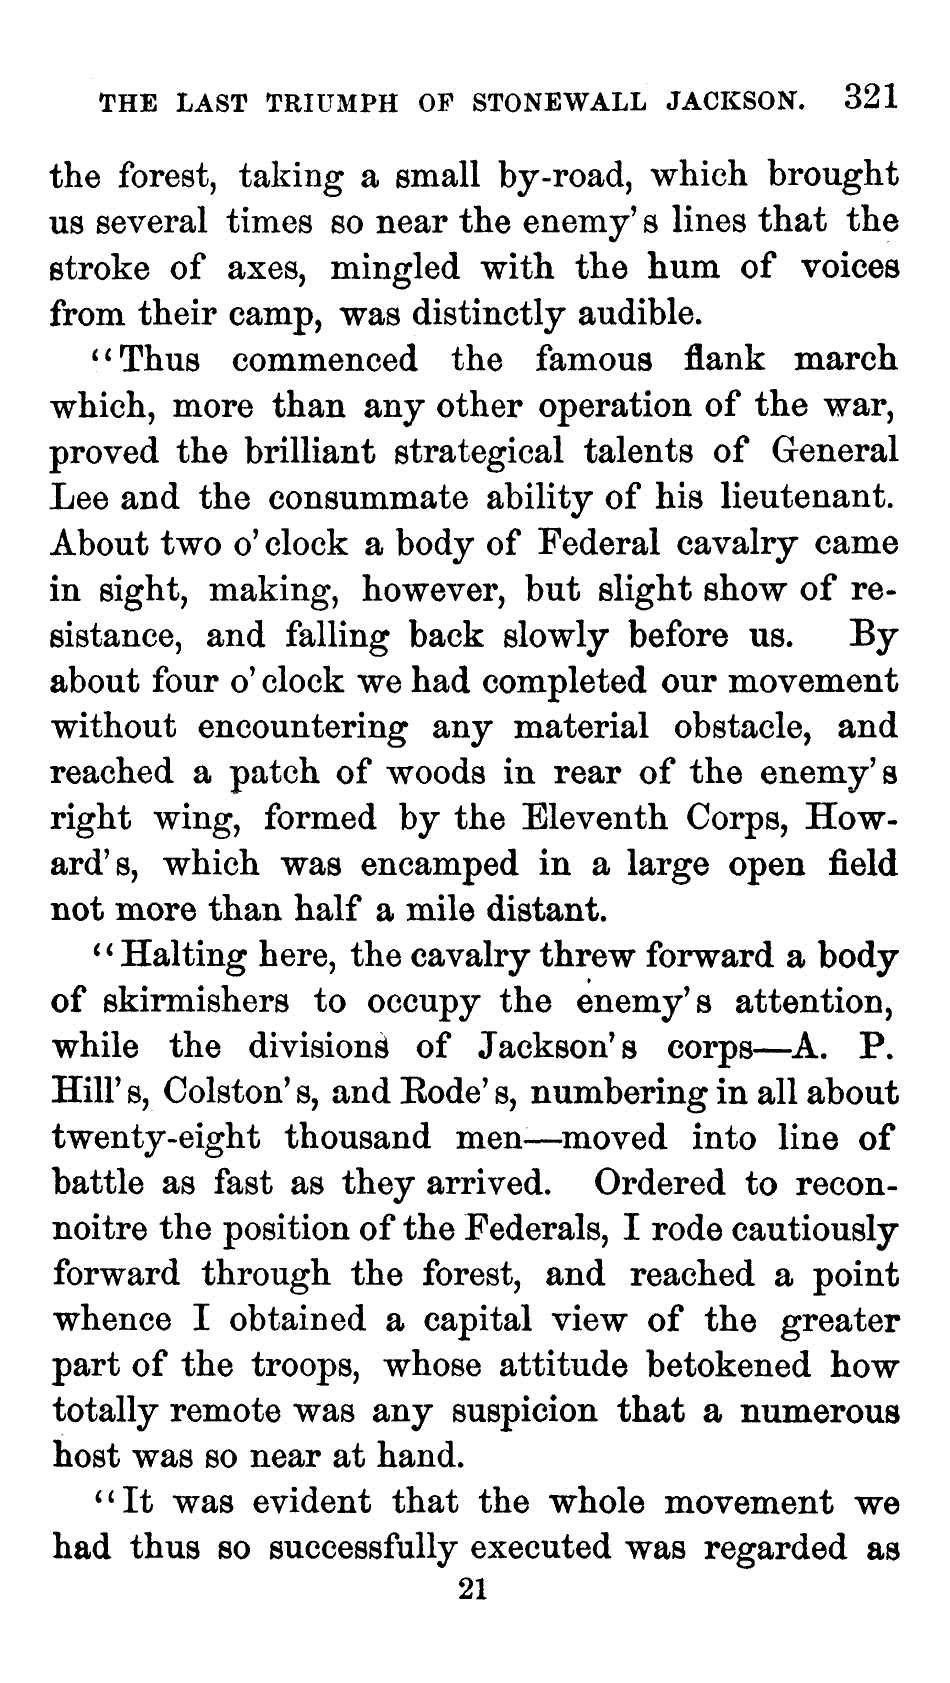 THE LAST TRIUMPH OF STONEWALL JACKSON. 321
the forest, taking a small by-road, which brought
us several times so near the enemy's lines that the
stroke of axes, mingled with the hum of voices
from their camp, was distinctly audible.
"Thus commenced the famous flank march
which, more than any other operation of the war,
proved the brilliant strategical talents of General
Lee and the consummate ability of his lieutenant.
About two o'clock a body of Federal cavalry came
in sight, making, however, but slight show of re-
sistance, and falling back slowly before us. By
about four o'clock we had completed our movement
without encountering any material obstacle, and
reached a patch of woods in rear of the enemy's
right wing, formed by the Eleventh Corps, How-
ard's, which was encamped in a large open field
not more than half a mile distant.
"Halting here, the cavalry threw forward a body
of skirmishers to occupy the enemy's attention,
while the divisions of Jackson's corps—A. P.
Hill's, Colston's, and Rode's, numbering in all about
twenty-eight thousand men—moved into line of
battle as fast as they arrived. Ordered to recon-
noitre the position of the Federals, I rode cautiously
forward through the forest, and reached a point
whence I obtained a capital view of the greater
part of the troops, whose attitude betokened how
totally remote was any suspicion that a numerous
host was so near at hand.
"It was evident that the whole movement we
had thus so successfully executed was regarded as
21